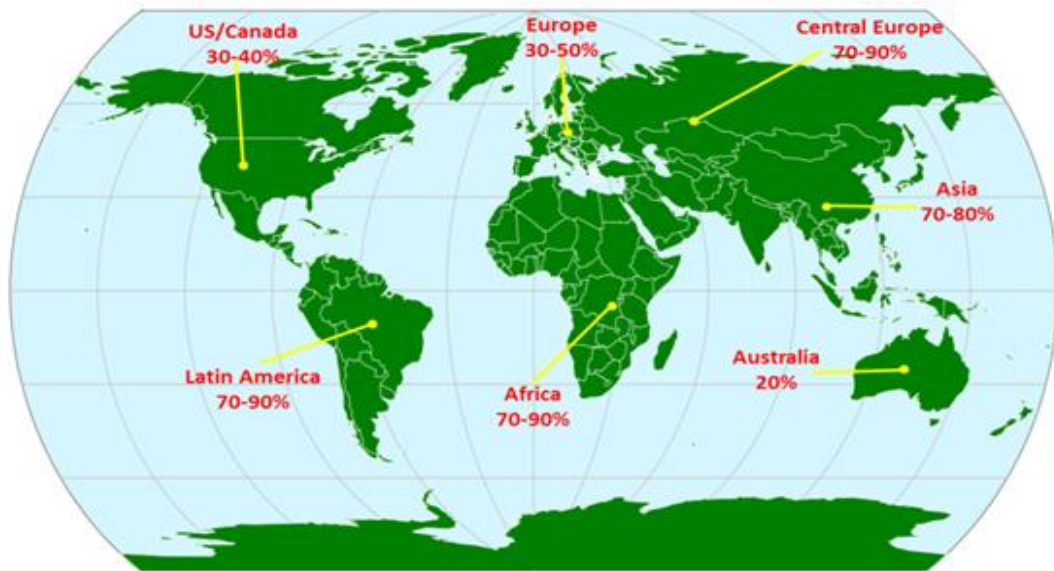 US/Canada
30-40%
Europe
30-50%
Central Europe
70-90%
Asia
70-80%
Latin America
70-90%
Africa
70-90%
Australia
20%